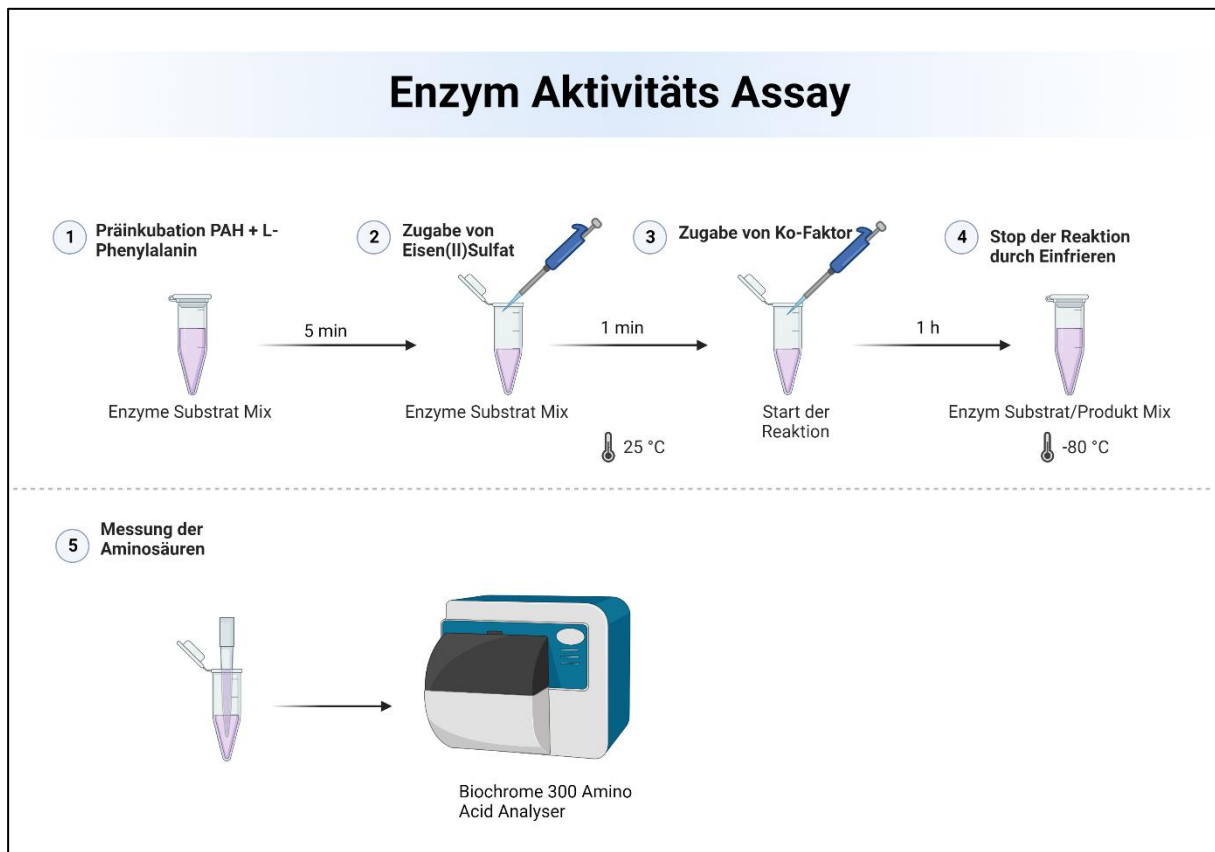 Enzym Aktivitäts Assay
1
Präinkubation PAH + L-
Phenylalanin
2
Zugabe von
Eisen(II)Sulfat
3
Zugabe von Ko-Faktor
4
Stop der Reaktion
durch Einfrieren
5 min
1 min
1 h
Enzyme Substrat Mix
Enzyme Substrat Mix
Start der
Reaktion
Enzym Substrat/Produkt Mix
25 °C
-80 °C
5
Messung der
Aminosäuren
Biochrome 300 Amino
Acid Analyser